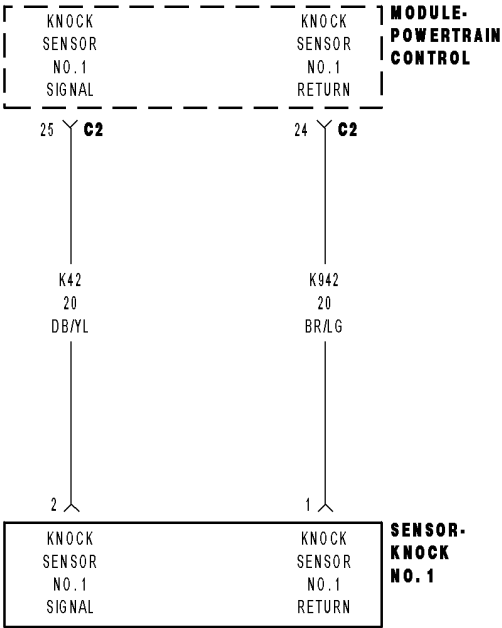 KNOCK
SENSOR
NO.1
SIGNAL
KNOCK
SENSOR
NO.1
RETURN
MODULE-
POWERTRAIN
CONTROL
25 C2
24 C2
K42
20
DB/YL
K942
20
BR/LG
2
1
KNOCK
SENSOR
NO.1
SIGNAL
KNOCK
SENSOR
NO.1
RETURN
SENSOR-
KNOCK
NO.1